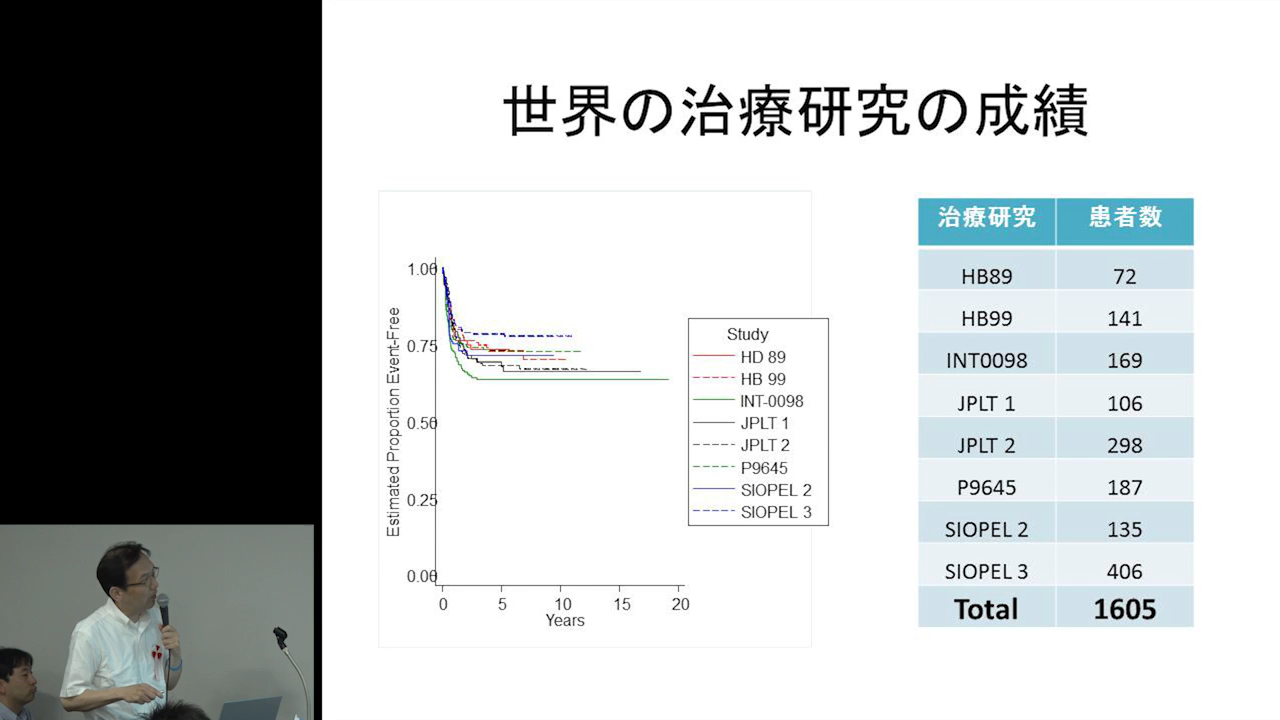 世界の治療研究の成績
Estimated Proportion Event-Free
1.00
0.75
0.50
0.25
0.00
0 5 10 15 20
Years
Study
HD 89
HB 99
INT-0098
JPLT 1
JPLT 2
P9645
SIOPEL 2
SIOPEL 3
治療研究 患者数
HB89 72
HB99 141
INT0098 169
JPLT 1 106
JPLT 2 298
P9645 187
SIOPEL 2 135
SIOPEL 3 406
Total 1605